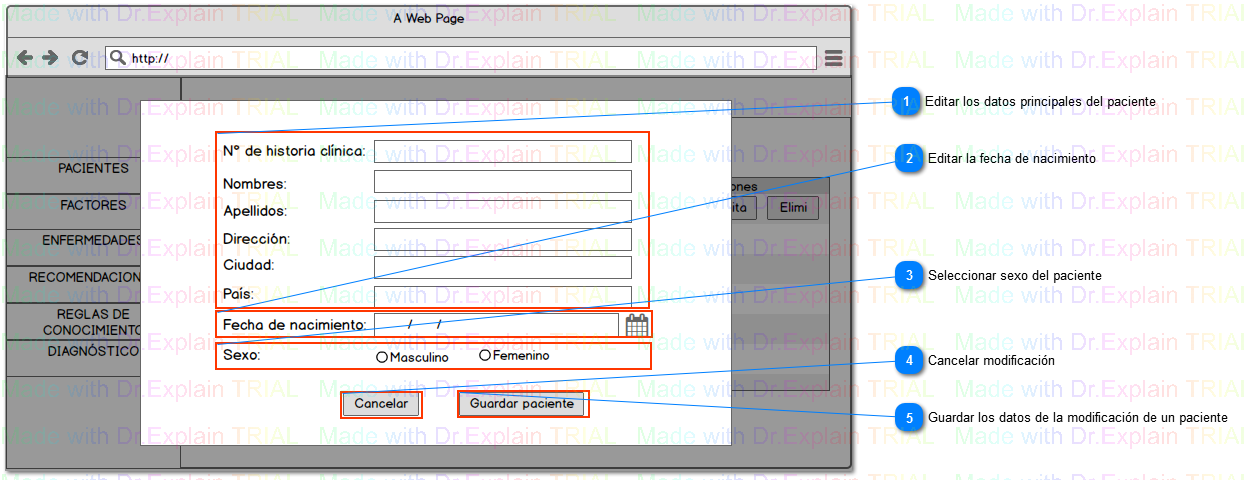 A Web Page
http://
PACIENTES
FACTORES
ENFERMEDADES
RECOMENDACION
REGLAS DE
CONOCIMIENTO
DIAGNÓSTICO
Nº de historia clínica:
Nombres:
Apellidos:
Dirección:
Ciudad:
País:
Fecha de nacimiento: / /
Sexo: Masculino Femenino
Cancelar Guardar paciente
ones
ita Elimi
1 Editar los datos principales del paciente
2 Editar la fecha de nacimiento
3 Seleccionar sexo del paciente
4 Cancelar modificación
5 Guardar los datos de la modificación de un paciente
Made with Dr.Explain TRIAL